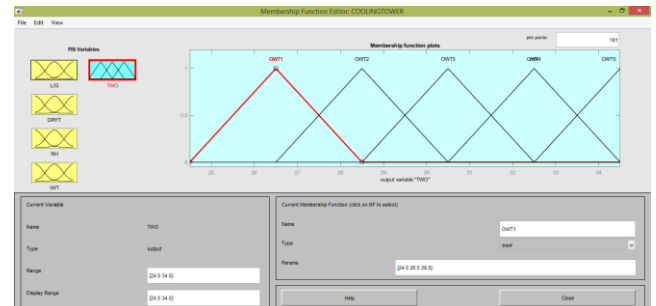 Membership Function Editor: COOLINGTOWER
File Edit View
FIS Variables
L/G
TWO
DRYT
RH
IWT
Membership function plots
plot points:
181
OWT1 OWT2 OWT3 OWT4 OWT5
1
0.5
0
25 26 27 28 29 30 31 32 33 34
output variable "TWO"
Current Variable
Name TWO
Type output
Range [24.5 34.5]
Display Range [24.5 34.5]
Current Membership Function (click on MF to select)
Name OWT1
Type trimf
Params [24.5 26.5 28.5]
Help Close